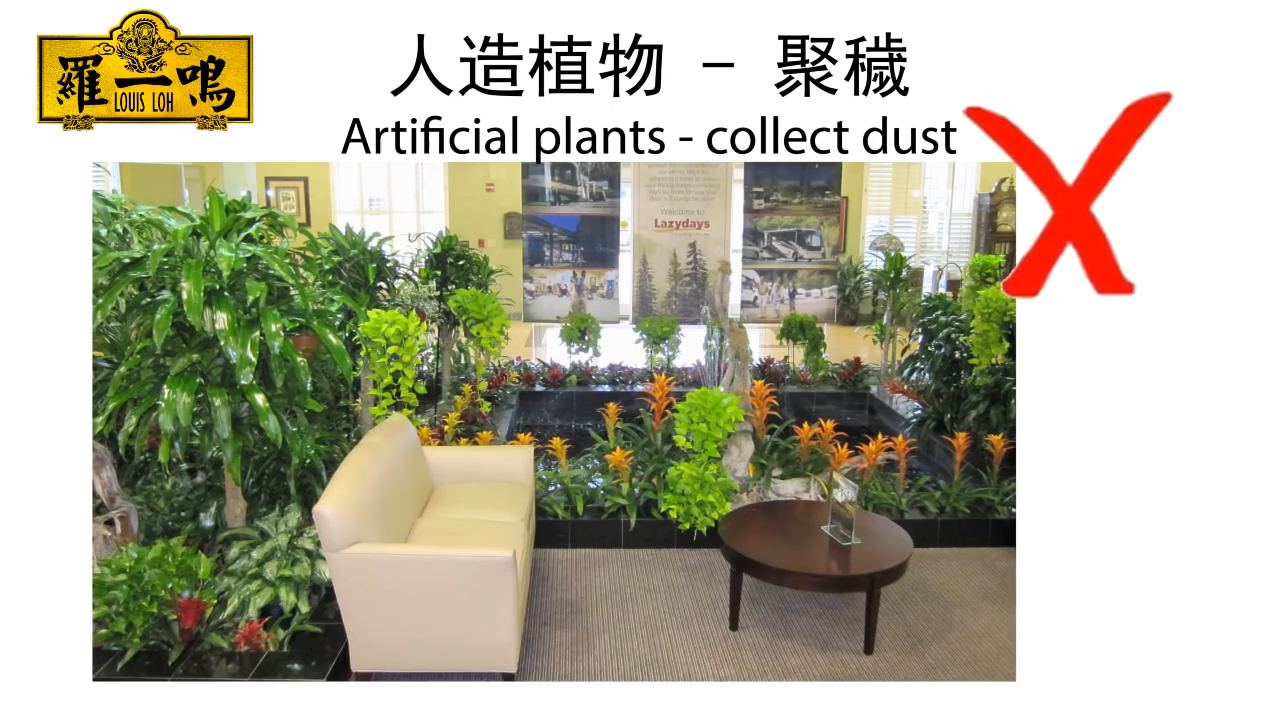 羅一鳴
LOUIS LOH
人造植物 - 聚穢
Artificial plants - collect dust
Welcome to
Lazydays